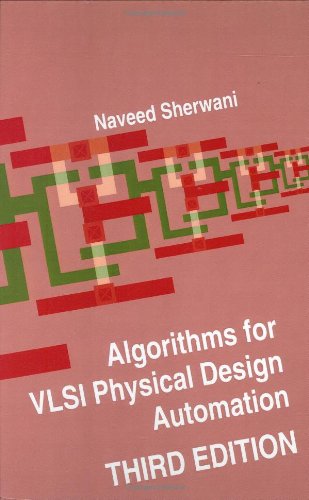 Naveed Sherwani
Algorithms for
VLSI Physical Design
Automation
THIRD EDITION